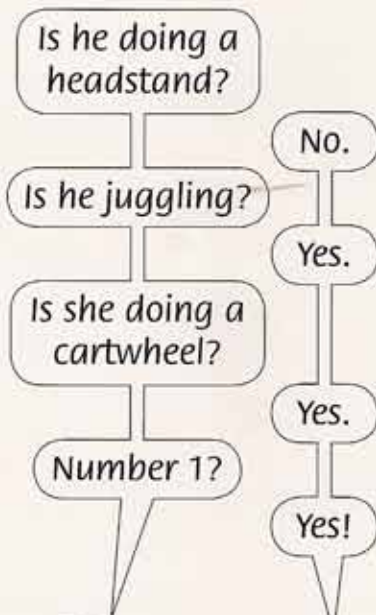 Is he doing a
headstand?
No.
Is he juggling?
Yes.
Is she doing a
cartwheel?
Yes.
Number 1?
Yes!